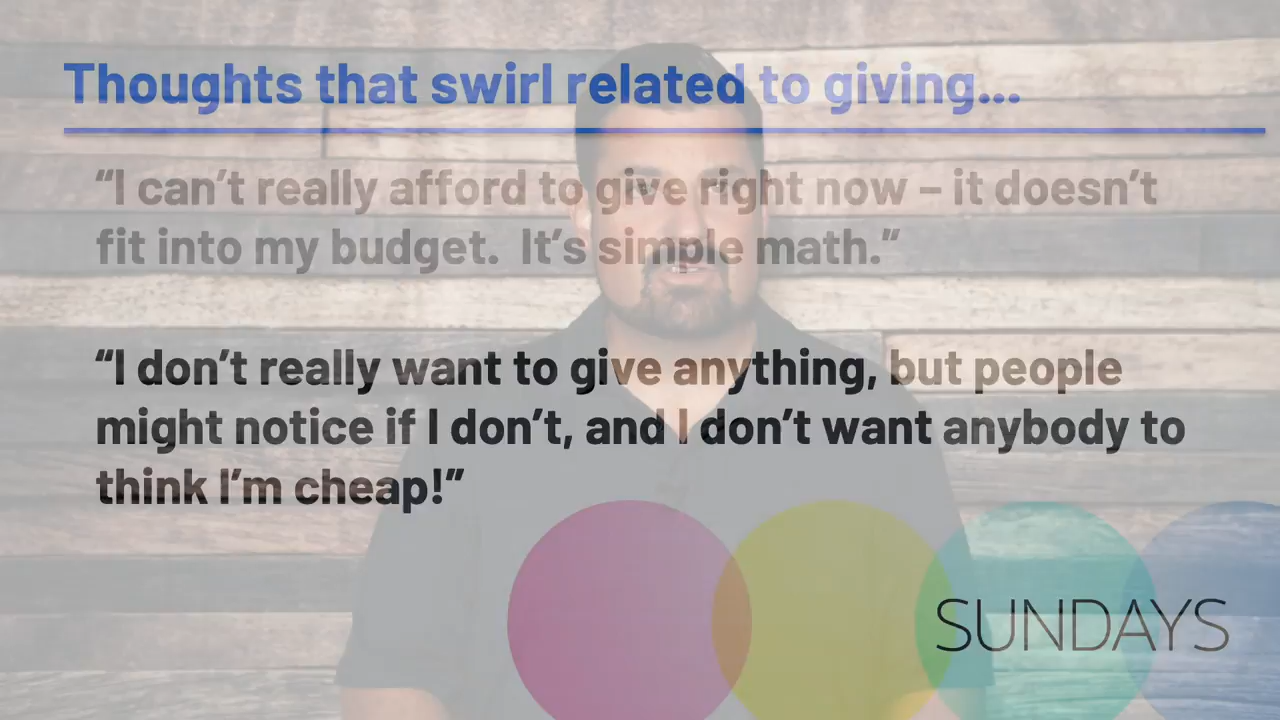 Thoughts that swirl related to giving...
“I can’t really afford to give right now – it doesn’t
fit into my budget.  It’s simple math.”
“I don’t really want to give anything, but people
might notice if I don’t, and I don’t want anybody to
think I’m cheap!”
SUNDAYS